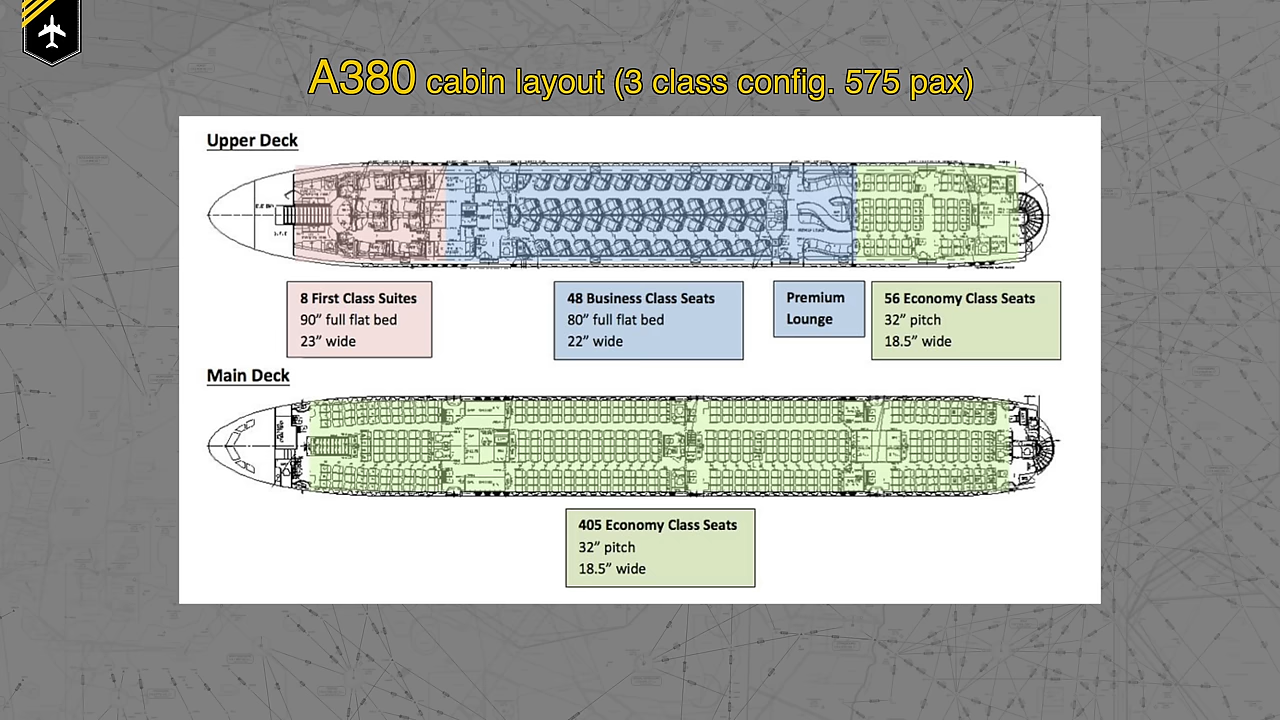 A380 cabin layout (3 class config. 575 pax)
Upper Deck
8 First Class Suites
90” full flat bed
23” wide
48 Business Class Seats
80” full flat bed
22” wide
Premium
Lounge
56 Economy Class Seats
32” pitch
18.5” wide
Main Deck
405 Economy Class Seats
32” pitch
18.5” wide